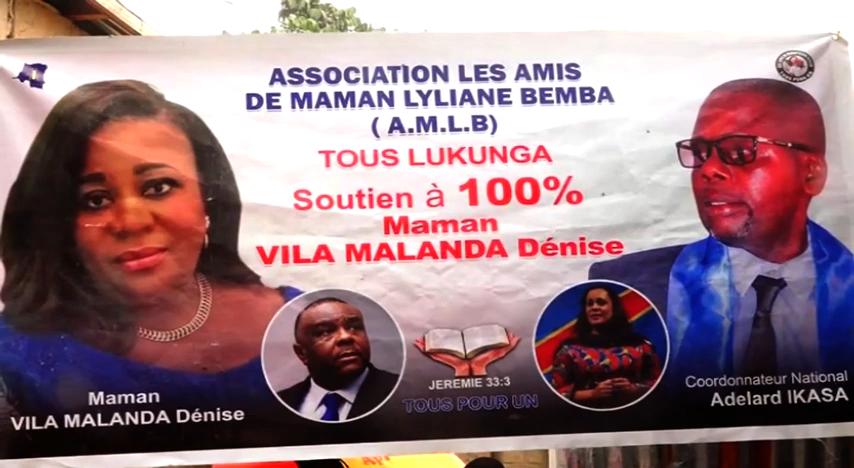 ASSOCIATION LES AMIS
DE MAMAN LYLIANE BEMBA
( A.M.L.B)
TOUS LUKUNGA
Soutien à 100%
Maman
VILA MALANDA Dénise
JEREMIE 33:3
TOUS POUR UN
Maman
VILA MALANDA Dénise
Coordonnateur National
Adelard IKASA